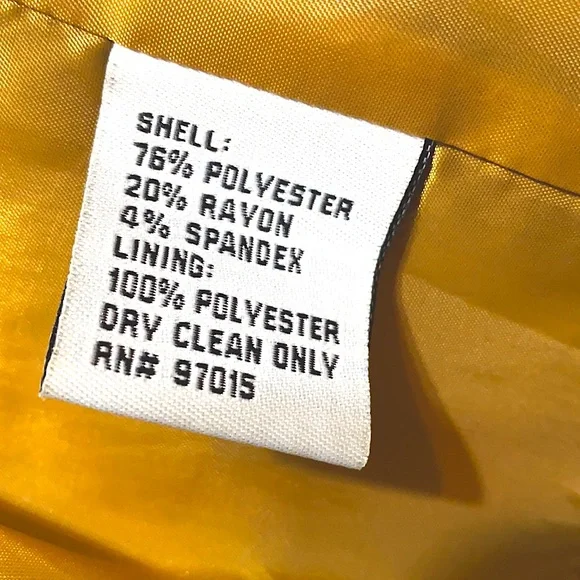 SHELL:
76% POLYESTER
20% RAYON
4% SPANDEX
LINING:
100% POLYESTER
DRY CLEAN ONLY
RN# 97015